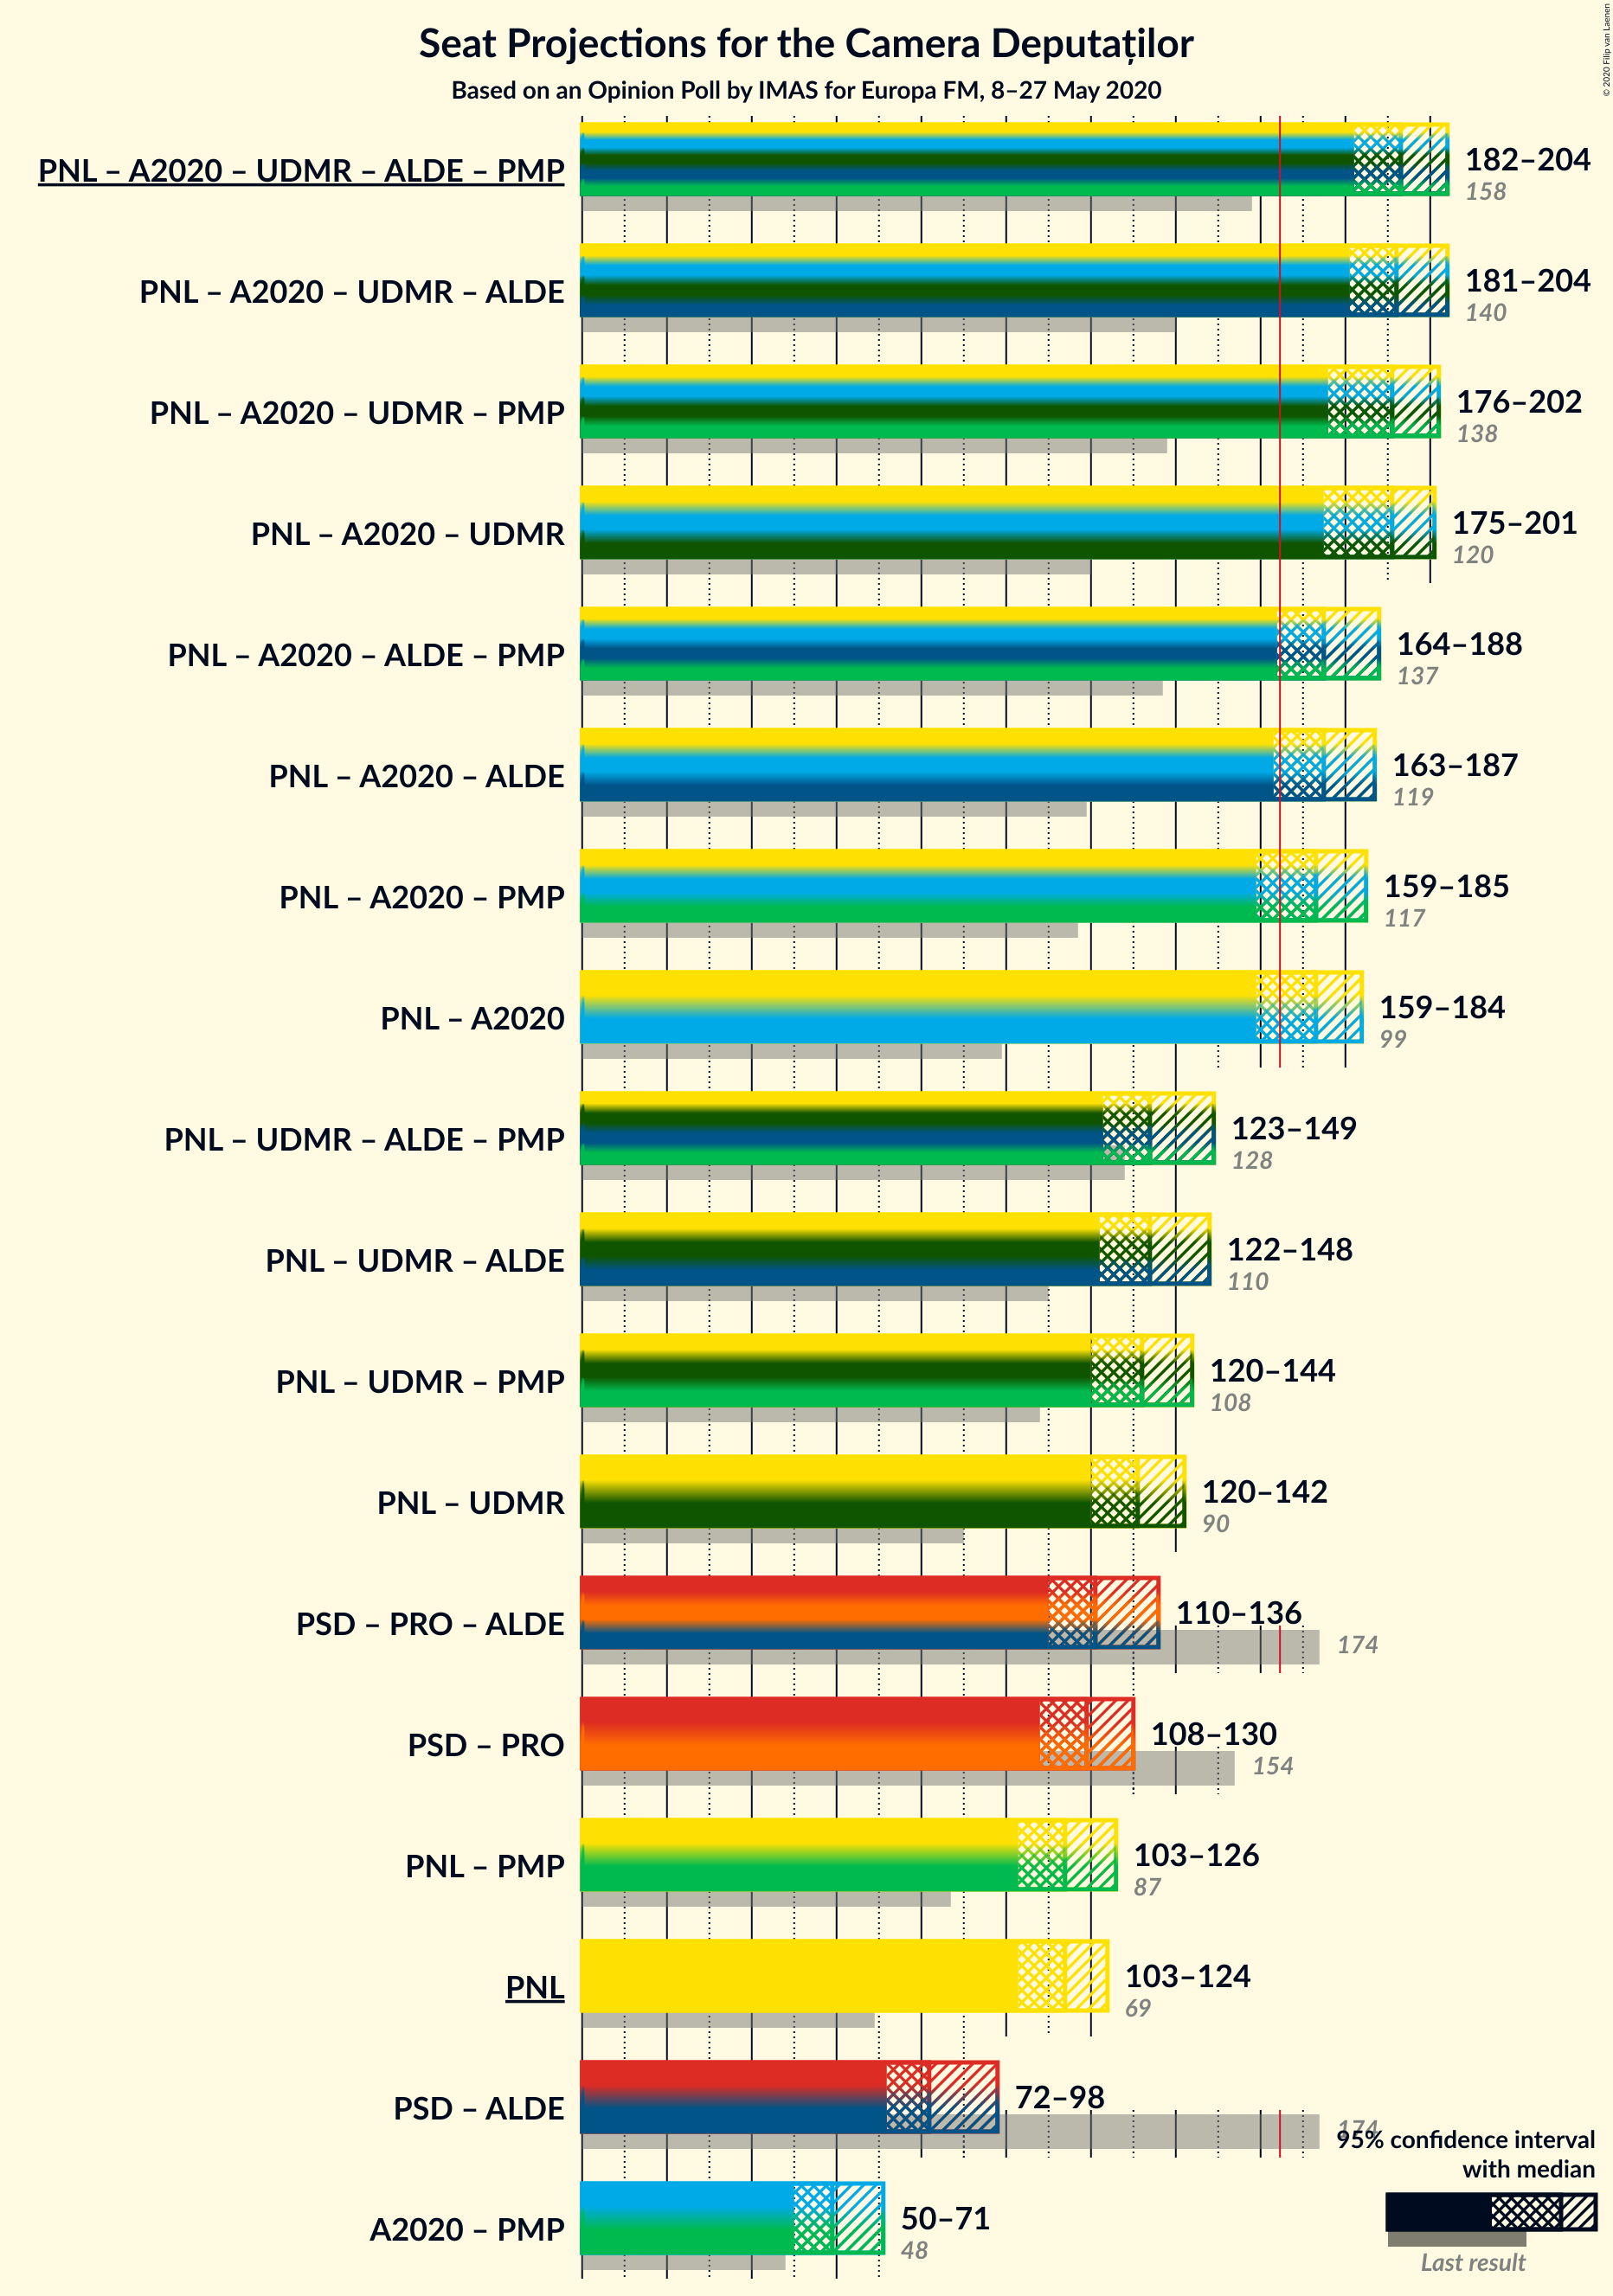 Seat Projections for the Camera Deputaților
Based on an Opinion Poll by IMAS for Europa FM, 8–27 May 2020
© 2020 Filip van Laenen
PNL – A2020 – UDMR – ALDE – PMP
182–204
158
PNL – A2020 – UDMR – ALDE
181–204
140
PNL – A2020 – UDMR – PMP
176–202
138
PNL – A2020 – UDMR
175–201
120
PNL – A2020 – ALDE – PMP
164–188
137
PNL – A2020 – ALDE
163–187
119
PNL – A2020 – PMP
159–185
117
PNL – A2020
159–184
99
PNL – UDMR – ALDE – PMP
123–149
128
PNL – UDMR – ALDE
122–148
110
PNL – UDMR – PMP
120–144
108
PNL – UDMR
120–142
90
PSD – PRO – ALDE
110–136
174
PSD – PRO
108–130
154
PNL – PMP
103–126
87
PNL
103–124
69
PSD – ALDE
72–98
174
A2020 – PMP
50–71
48
95% confidence interval
with median
Last result